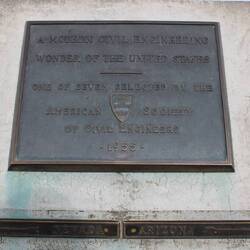 A MODERN CIVIL ENGINEERING
WONDER OF THE UNITED STATES
ONE OF SEVEN SELECTED BY THE
AMERICAN SOCIETY
OF CIVIL ENGINEERS
· 1955 ·
ARIZONA